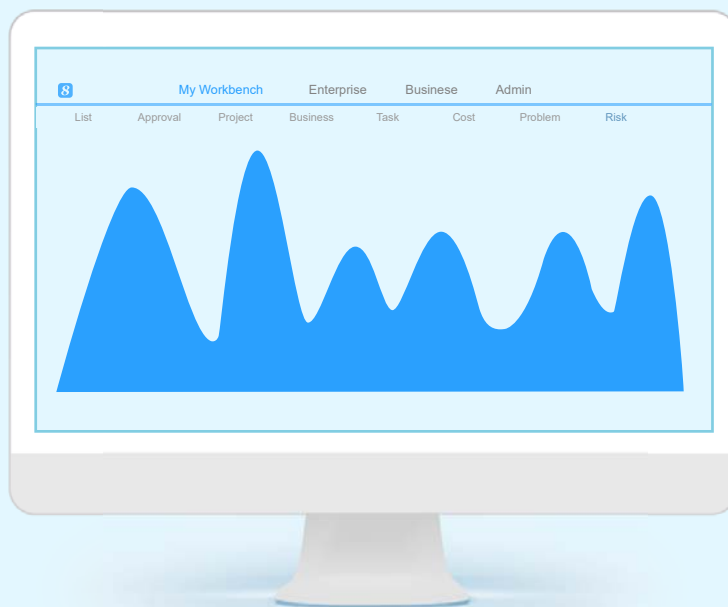 8 My Workbench Enterprise Businese Admin
List Approval Project Business Task Cost Problem Risk